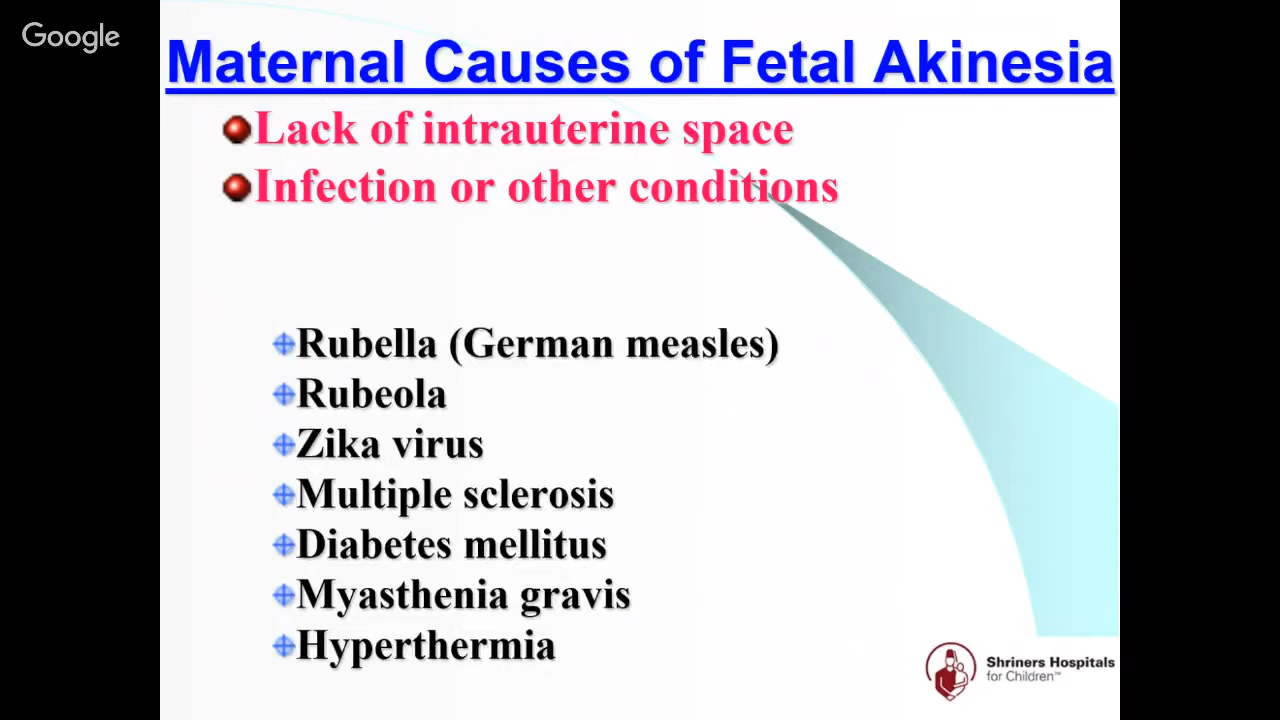 Google
Maternal Causes of Fetal Akinesia
Lack of intrauterine space
Infection or other conditions
Rubella (German measles)
Rubeola
Zika virus
Multiple sclerosis
Diabetes mellitus
Myasthenia gravis
Hyperthermia
Shriners Hospitals
for Children™